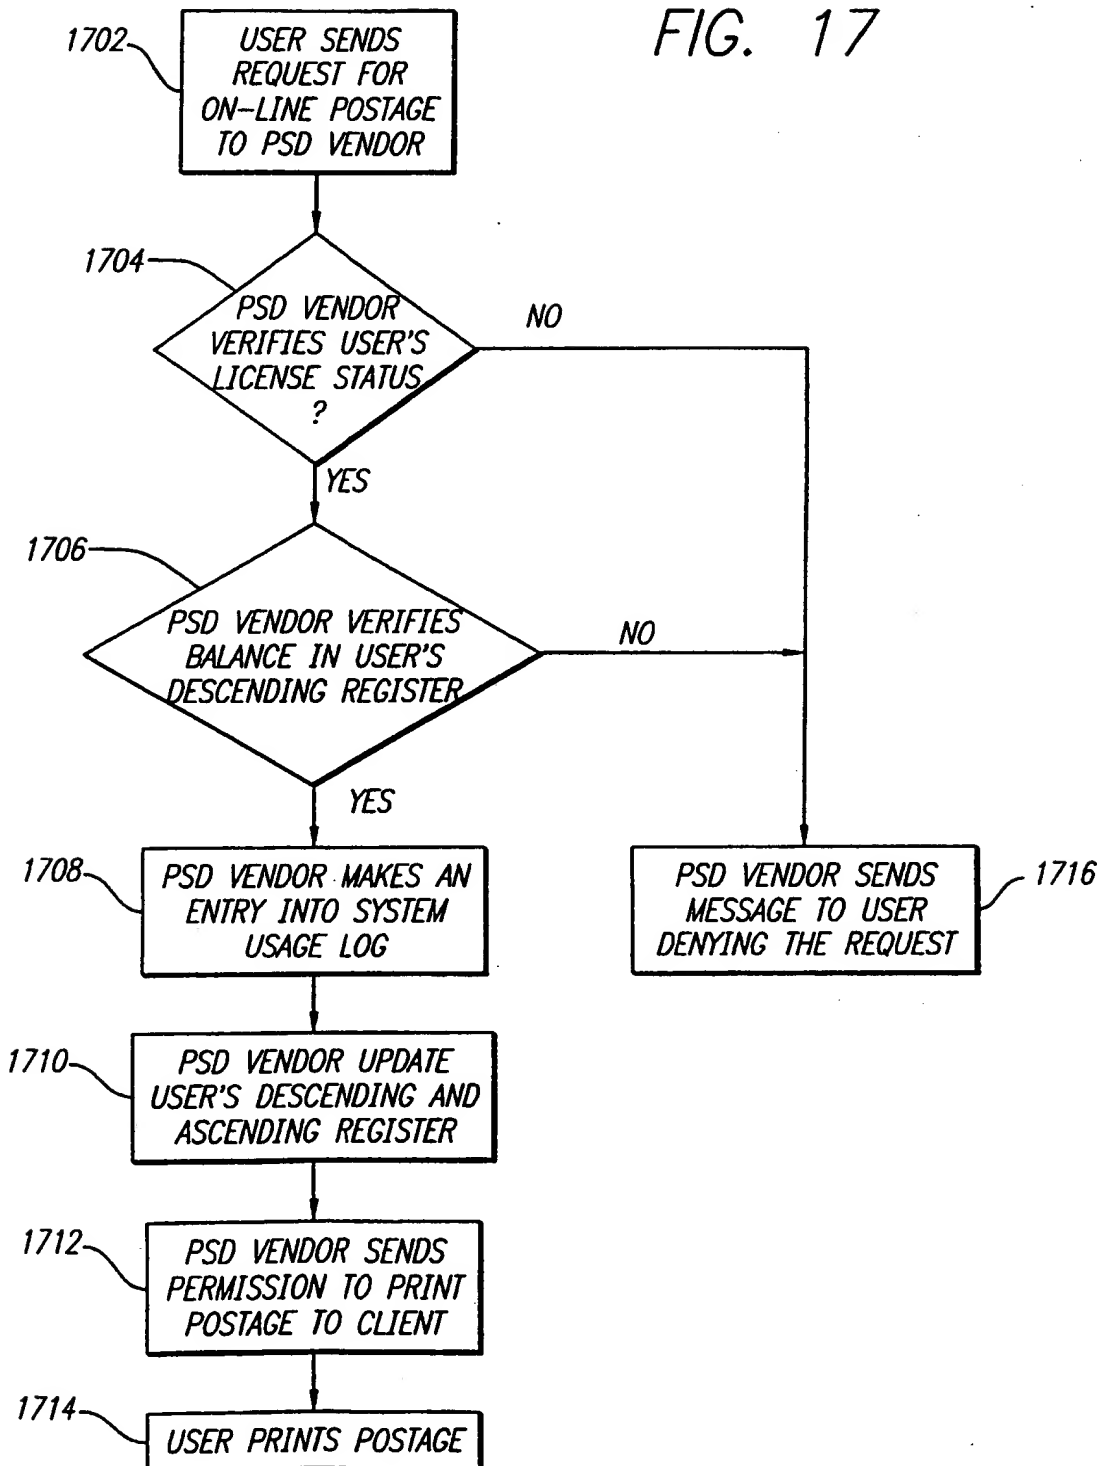 FIG. 17
1702
USER SENDS
REQUEST FOR
ON-LINE POSTAGE
TO PSD VENDOR
1704
PSD VENDOR
VERIFIES USER'S
LICENSE STATUS
?
NO
YES
1706
PSD VENDOR VERIFIES
BALANCE IN USER'S
DESCENDING REGISTER
NO
YES
1708
PSD VENDOR MAKES AN
ENTRY INTO SYSTEM
USAGE LOG
PSD VENDOR SENDS
MESSAGE TO USER
DENYING THE REQUEST
1716
1710
PSD VENDOR UPDATE
USER'S DESCENDING AND
ASCENDING REGISTER
1712
PSD VENDOR SENDS
PERMISSION TO PRINT
POSTAGE TO CLIENT
1714
USER PRINTS POSTAGE